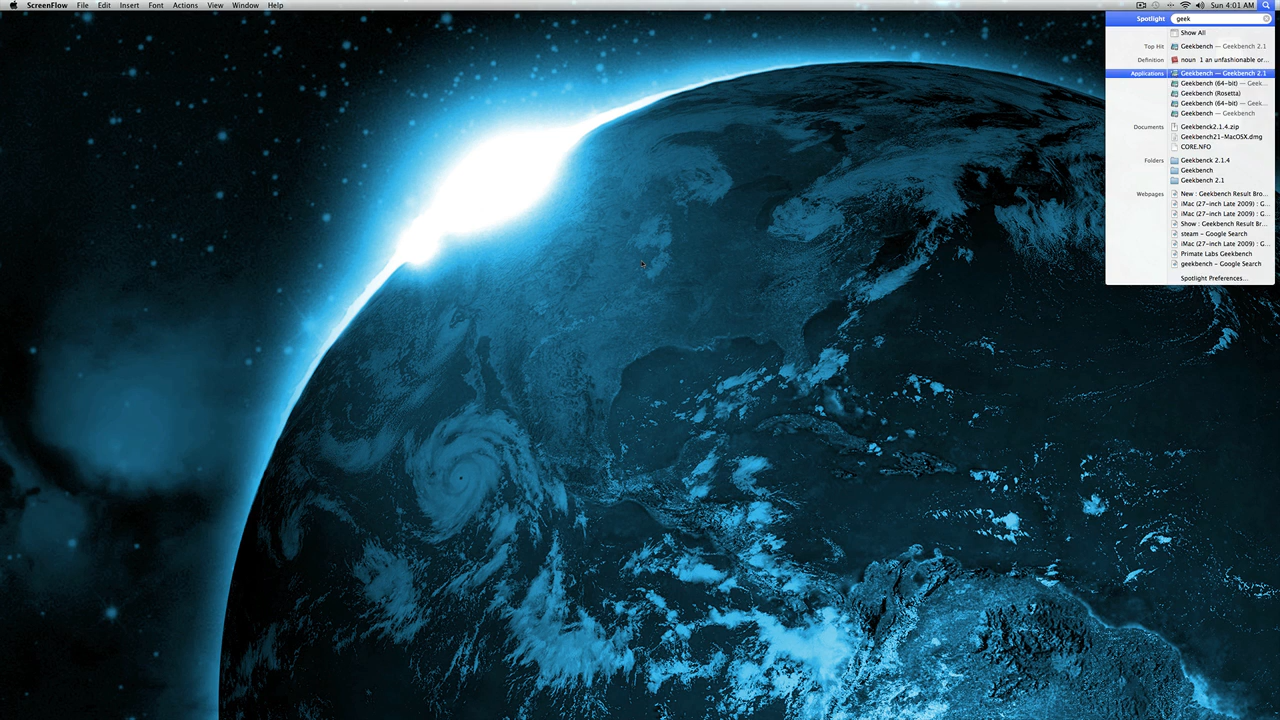 ScreenFlow File Edit Insert Font Actions View Window Help Sun 4:01 AM
Spotlight geek
Show All
Top Hit Geekbench — Geekbench 2.1
Definition noun 1 an unfashionable or...
Applications Geekbench — Geekbench 2.1
Geekbench (64-bit) — Geek...
Geekbench (Rosetta)
Geekbench (64-bit) — Geek...
Geekbench — Geekbench
Documents Geekbenck2.1.4.zip
Geekbench21-MacOSX.dmg
CORE.NFO
Folders Geekbenck 2.1.4
Geekbench
Geekbench 2.1
Webpages New : Geekbench Result Bro...
iMac (27-inch Late 2009) : G...
iMac (27-inch Late 2009) : G...
Show : Geekbench Result Br...
steam – Google Search
iMac (27-inch Late 2009) : G...
Primate Labs Geekbench
geekbench – Google Search
Spotlight Preferences...